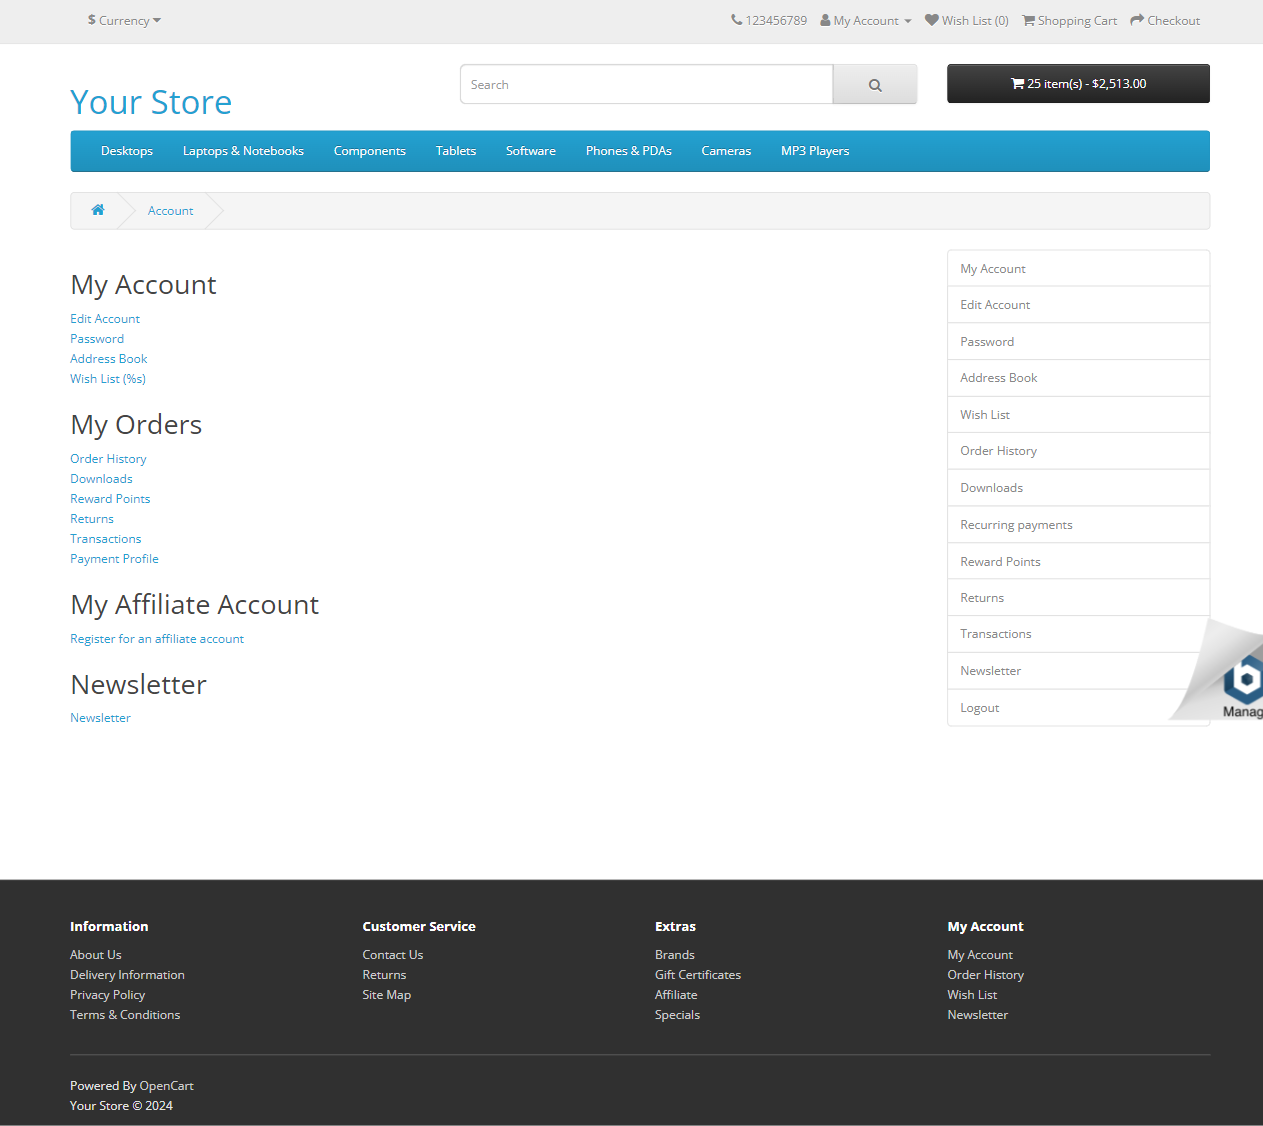 $ Currency
123456789 My Account Wish List (0) Shopping Cart Checkout
Your Store
Search
25 item(s) - $2,513.00
Desktops Laptops & Notebooks Components Tablets Software Phones & PDAs Cameras MP3 Players
Account
My Account
Edit Account
Password
Address Book
Wish List (%s)
My Orders
Order History
Downloads
Reward Points
Returns
Transactions
Payment Profile
My Affiliate Account
Register for an affiliate account
Newsletter
Newsletter
My Account
Edit Account
Password
Address Book
Wish List
Order History
Downloads
Recurring payments
Reward Points
Returns
Transactions
Newsletter
Logout
Manag
Information
About Us
Delivery Information
Privacy Policy
Terms & Conditions
Customer Service
Contact Us
Returns
Site Map
Extras
Brands
Gift Certificates
Affiliate
Specials
My Account
My Account
Order History
Wish List
Newsletter
Powered By OpenCart
Your Store © 2024